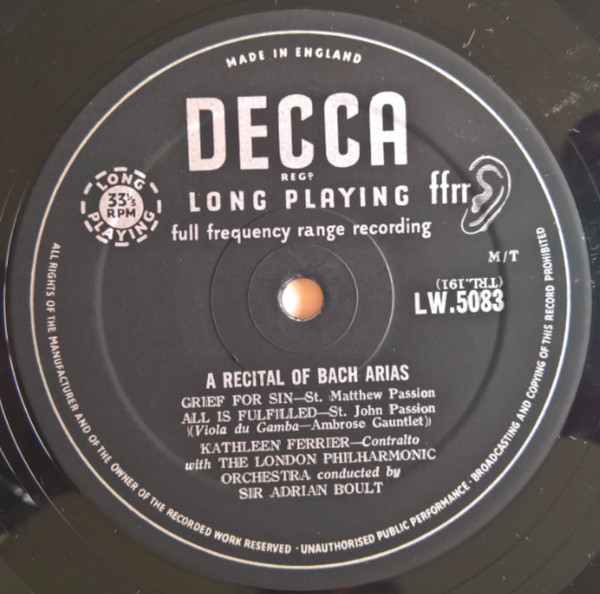 MADE IN ENGLAND
DECCA
REGD
LONG PLAYING
ffrr
LONG
33⅓
RPM
PLAYING
full frequency range recording
M/T
(TRL.191)
LW.5083
A RECITAL OF BACH ARIAS
GRIEF FOR SIN—St. Matthew Passion
ALL IS FULFILLED—St. John Passion
(Viola du Gamba—Ambrose Gauntlet)
KATHLEEN FERRIER—Contralto
with THE LONDON PHILHARMONIC
ORCHESTRA conducted by
SIR ADRIAN BOULT
ALL RIGHTS OF THE MANUFACTURER AND OF THE OWNER OF THE RECORDED WORK RESERVED · UNAUTHORISED PUBLIC PERFORMANCE · BROADCASTING AND COPYING OF THIS RECORD PROHIBITED